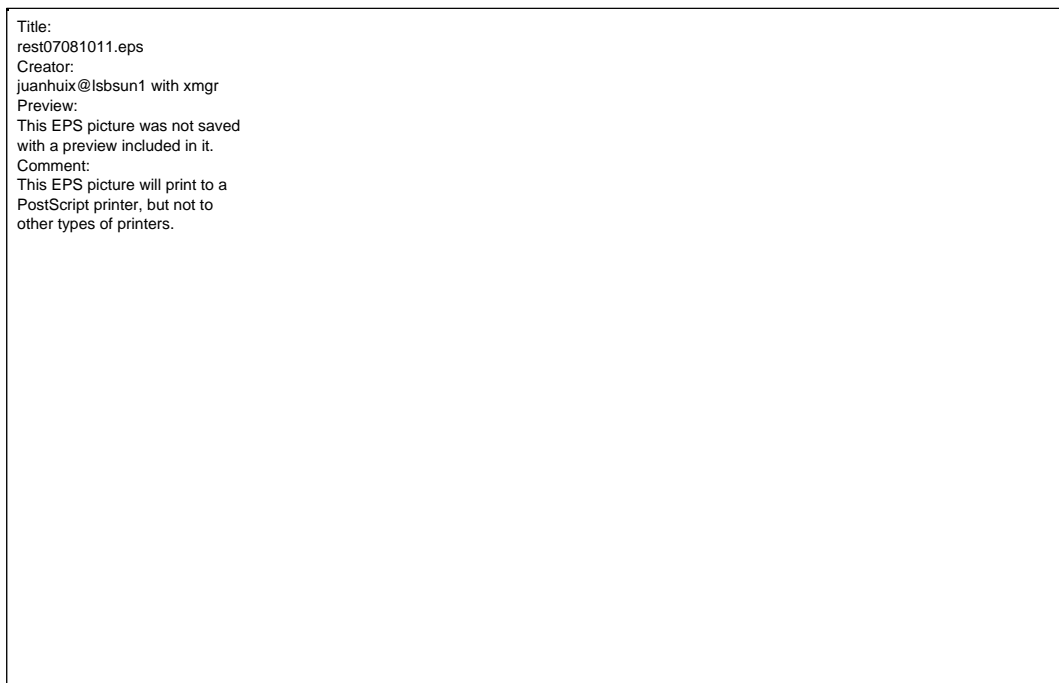 Title:
rest07081011.eps
Creator:
juanhuix@lsbsun1 with xmgr
Preview:
This EPS picture was not saved
with a preview included in it.
Comment:
This EPS picture will print to a
PostScript printer, but not to
other types of printers.